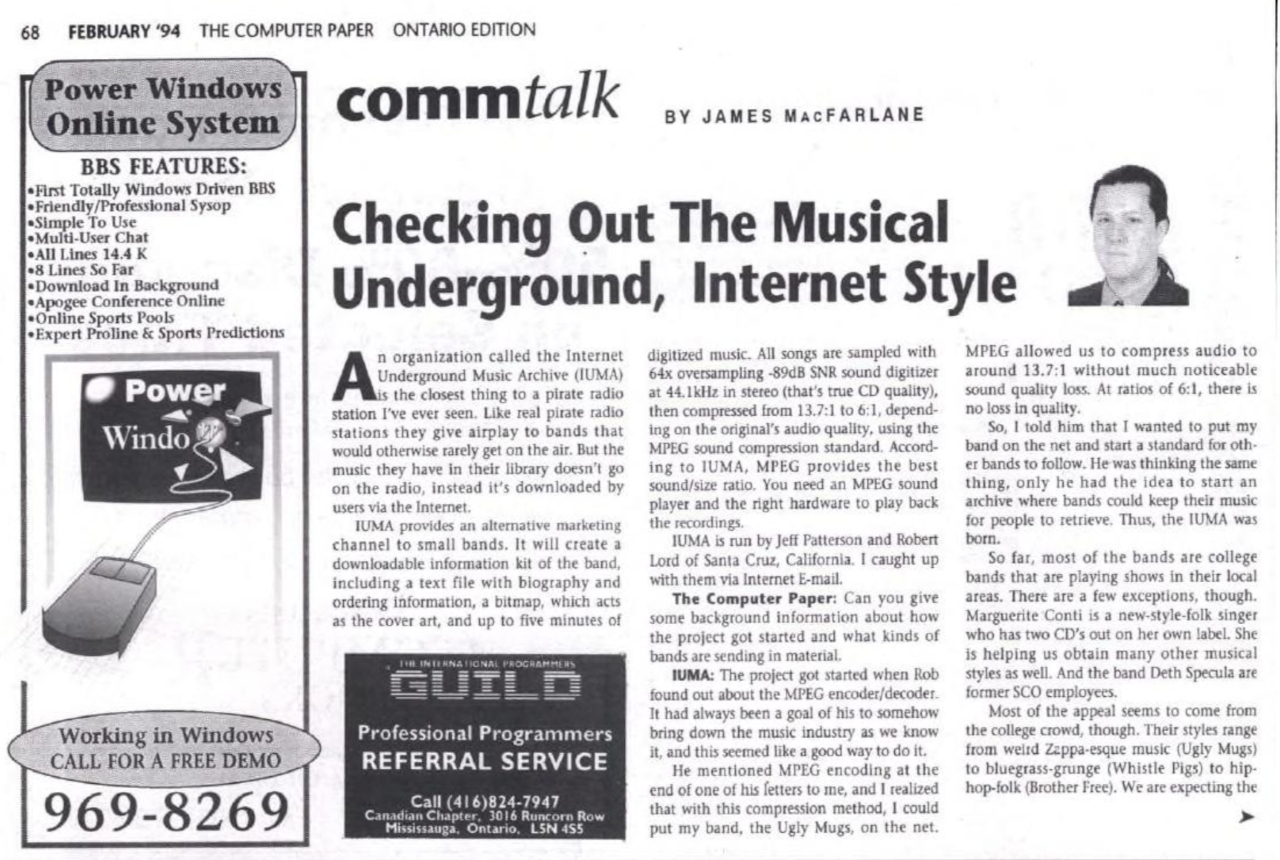 68 FEBRUARY '94 THE COMPUTER PAPER ONTARIO EDITION
Power Windows
Online System
BBS FEATURES:
•First Totally Windows Driven BBS
•Friendly/Professional Sysop
•Simple To Use
•Multi-User Chat
•All Lines 14.4 K
•8 Lines So Far
•Download In Background
•Apogee Conference Online
•Online Sports Pools
•Expert Proline & Sports Predictions
Power
Windo
Working in Windows
CALL FOR A FREE DEMO
969-8269
commtalk
BY JAMES MACFARLANE
Checking Out The Musical
Underground, Internet Style
An organization called the Internet
Underground Music Archive (IUMA)
is the closest thing to a pirate radio
station I've ever seen. Like real pirate radio
stations they give airplay to bands that
would otherwise rarely get on the air. But the
music they have in their library doesn't go
on the radio, instead it's downloaded by
users via the Internet.
IUMA provides an alternative marketing
channel to small bands. It will create a
downloadable information kit of the band,
including a text file with biography and
ordering information, a bitmap, which acts
as the cover art, and up to five minutes of
THE INTERNATIONAL PROGRAMMERS
GUILD
Professional Programmers
REFERRAL SERVICE
Call (416)824-7947
Canadian Chapter, 3016 Runcorn Row
Mississauga, Ontario, L5N 4S5
digitized music. All songs are sampled with
64x oversampling -89dB SNR sound digitizer
at 44.1kHz in stereo (that's true CD quality),
then compressed from 13.7:1 to 6:1, depend-
ing on the original's audio quality, using the
MPEG sound compression standard. Accord-
ing to IUMA, MPEG provides the best
sound/size ratio. You need an MPEG sound
player and the right hardware to play back
the recordings.
IUMA is run by Jeff Patterson and Robert
Lord of Santa Cruz, California. I caught up
with them via Internet E-mail.
The Computer Paper: Can you give
some background information about how
the project got started and what kinds of
bands are sending in material.
IUMA: The project got started when Rob
found out about the MPEG encoder/decoder.
It had always been a goal of his to somehow
bring down the music industry as we know
it, and this seemed like a good way to do it.
He mentioned MPEG encoding at the
end of one of his letters to me, and I realized
that with this compression method, I could
put my band, the Ugly Mugs, on the net.
MPEG allowed us to compress audio to
around 13.7:1 without much noticeable
sound quality loss. At ratios of 6:1, there is
no loss in quality.
So, I told him that I wanted to put my
band on the net and start a standard for oth-
er bands to follow. He was thinking the same
thing, only he had the idea to start an
archive where bands could keep their music
for people to retrieve. Thus, the IUMA was
born.
So far, most of the bands are college
bands that are playing shows in their local
areas. There are a few exceptions, though.
Marguerite Conti is a new-style-folk singer
who has two CD's out on her own label. She
is helping us obtain many other musical
styles as well. And the band Deth Specula are
former SCO employees.
Most of the appeal seems to come from
the college crowd, though. Their styles range
from weird Zappa-esque music (Ugly Mugs)
to bluegrass-grunge (Whistle Pigs) to hip-
hop-folk (Brother Free). We are expecting the